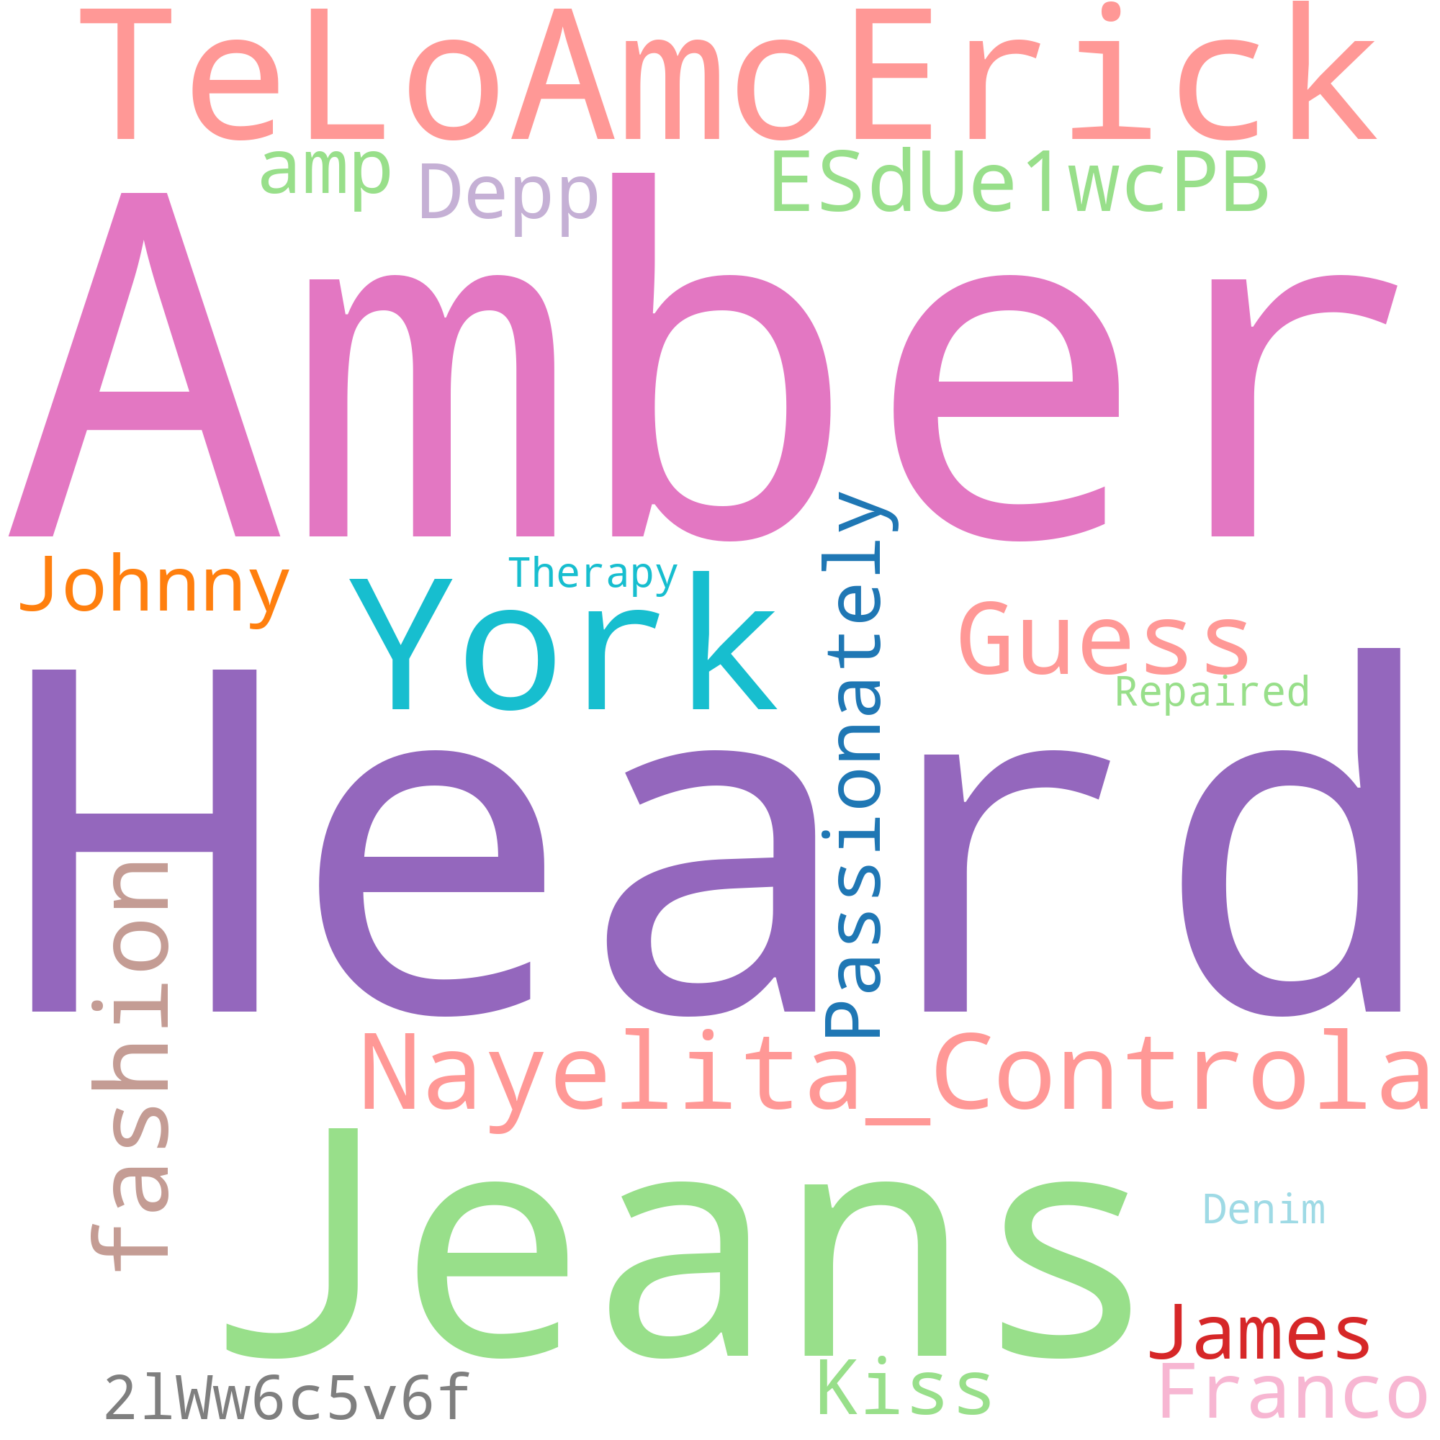 TeLoAmoErick
amp
Depp
ESdUe1wcPB
Amber
Johnny
Therapy
York
Passionately
Guess
Repaired
Heard
fashion
Nayelita_Controla
Jeans
Denim
James
Kiss
Franco
2lWw6c5v6f